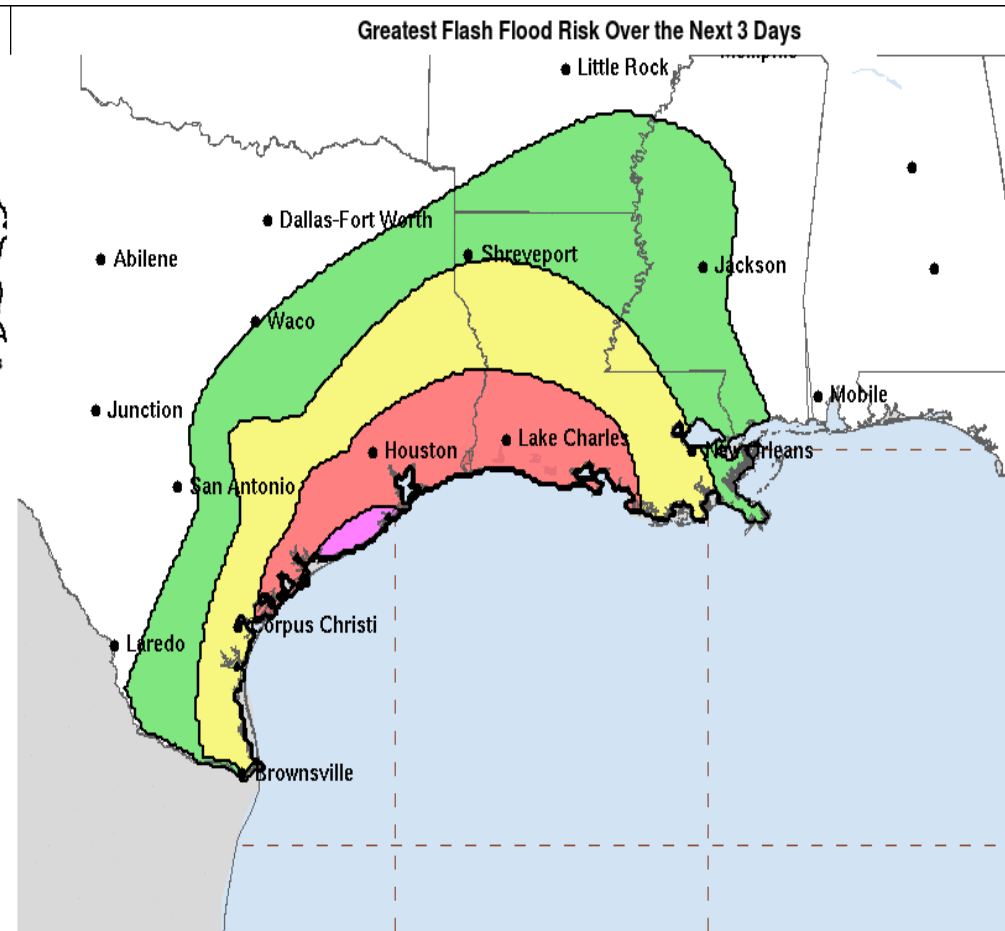 Greatest Flash Flood Risk Over the Next 3 Days
Memphis
Little Rock
Dallas-Fort Worth
Abilene
Shreveport
Jackson
Waco
Junction
Mobile
Houston
Lake Charles
New Orleans
San Antonio
Corpus Christi
Laredo
Brownsville